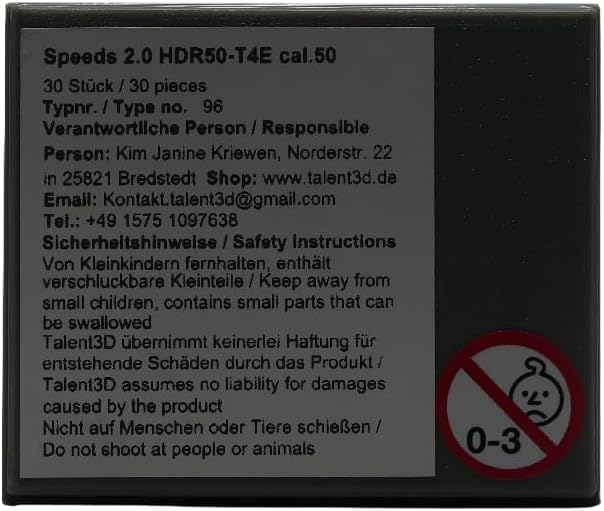 Speeds 2.0 HDR50-T4E cal.50
30 Stück / 30 pieces
Typnr. / Type no. 96
Verantwortliche Person / Responsible
Person: Kim Janine Kriewen, Norderstr. 22
in 25821 Bredstedt Shop: www.talent3d.de
Email: Kontakt.talent3d@gmail.com
Tel.: +49 1575 1097638
Sicherheitshinweise / Safety Instructions
Von Kleinkindern fernhalten, enthält
verschluckbare Kleinteile / Keep away from
small children, contains small parts that can
be swallowed
Talent3D übernimmt keinerlei Haftung für
entstehende Schäden durch das Produkt /
Talent3D assumes no liability for damages
caused by the product
Nicht auf Menschen oder Tiere schießen /
Do not shoot at people or animals
0-3